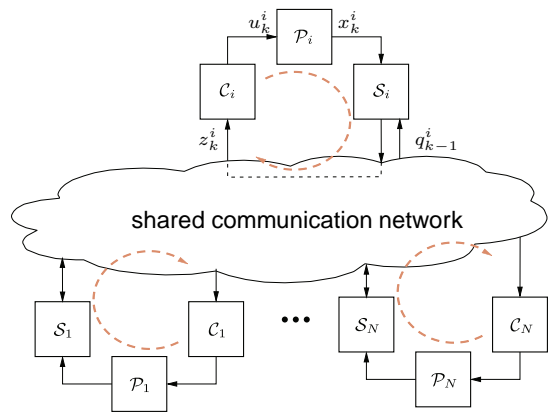 u_k^i 𝒫_i x_k^i
𝒞_i 𝒮_i
z_k^i q_{k−1}^i
shared communication network
𝒮_1 𝒞_1 ••• 𝒮_N 𝒞_N
𝒫_1 𝒫_N